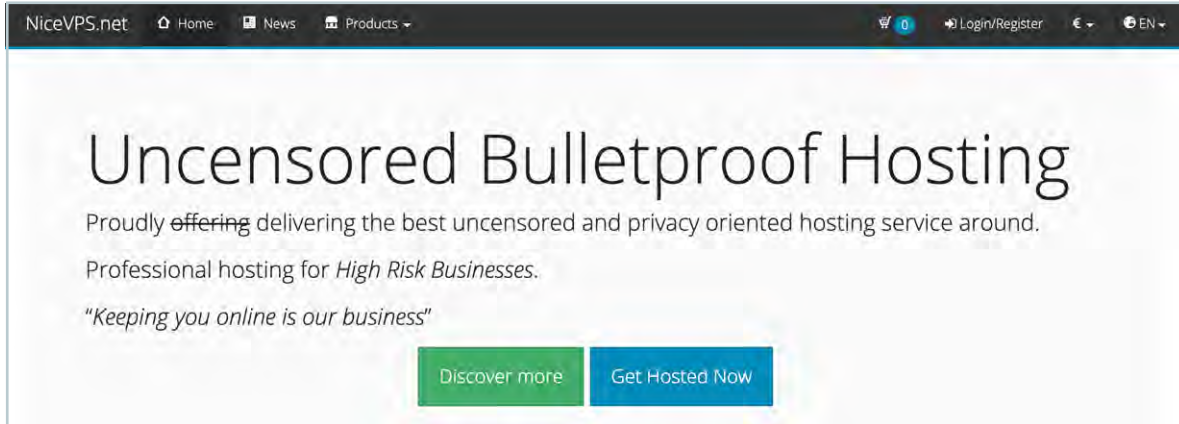 NiceVPS.net Home News Products 0 Login/Register € EN
Uncensored Bulletproof Hosting
Proudly offering delivering the best uncensored and privacy oriented hosting service around.
Professional hosting for High Risk Businesses.
“Keeping you online is our business”
Discover more Get Hosted Now